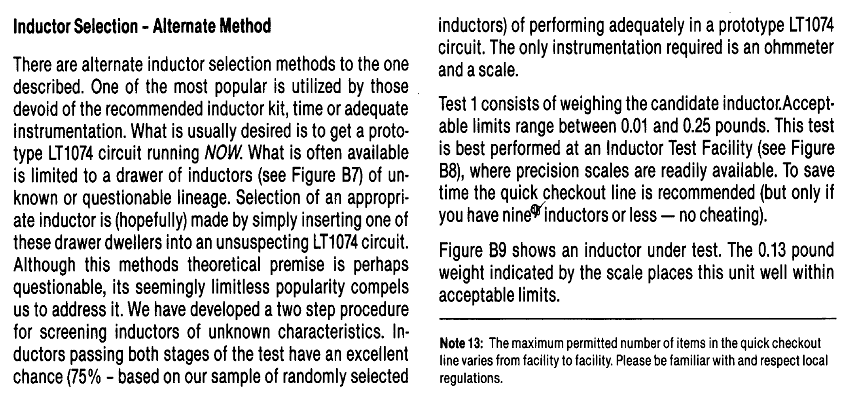 Inductor Selection – Alternate Method
There are alternate inductor selection methods to the one
described. One of the most popular is utilized by those
devoid of the recommended inductor kit, time or adequate
instrumentation. What is usually desired is to get a proto-
type LT1074 circuit running NOW. What is often available
is limited to a drawer of inductors (see Figure B7) of un-
known or questionable lineage. Selection of an appropri-
ate inductor is (hopefully) made by simply inserting one of
these drawer dwellers into an unsuspecting LT1074 circuit.
Although this methods theoretical premise is perhaps
questionable, its seemingly limitless popularity compels
us to address it. We have developed a two step procedure
for screening inductors of unknown characteristics. In-
ductors passing both stages of the test have an excellent
chance (75% – based on our sample of randomly selected
inductors) of performing adequately in a prototype LT1074
circuit. The only instrumentation required is an ohmmeter
and a scale.
Test 1 consists of weighing the candidate inductor.Accept-
able limits range between 0.01 and 0.25 pounds. This test
is best performed at an Inductor Test Facility (see Figure
B8), where precision scales are readily available. To save
time the quick checkout line is recommended (but only if
you have nine inductors or less — no cheating).
Figure B9 shows an inductor under test. The 0.13 pound
weight indicated by the scale places this unit well within
acceptable limits.
Note 13: The maximum permitted number of items in the quick checkout
line varies from facility to facility. Please be familiar with and respect local
regulations.